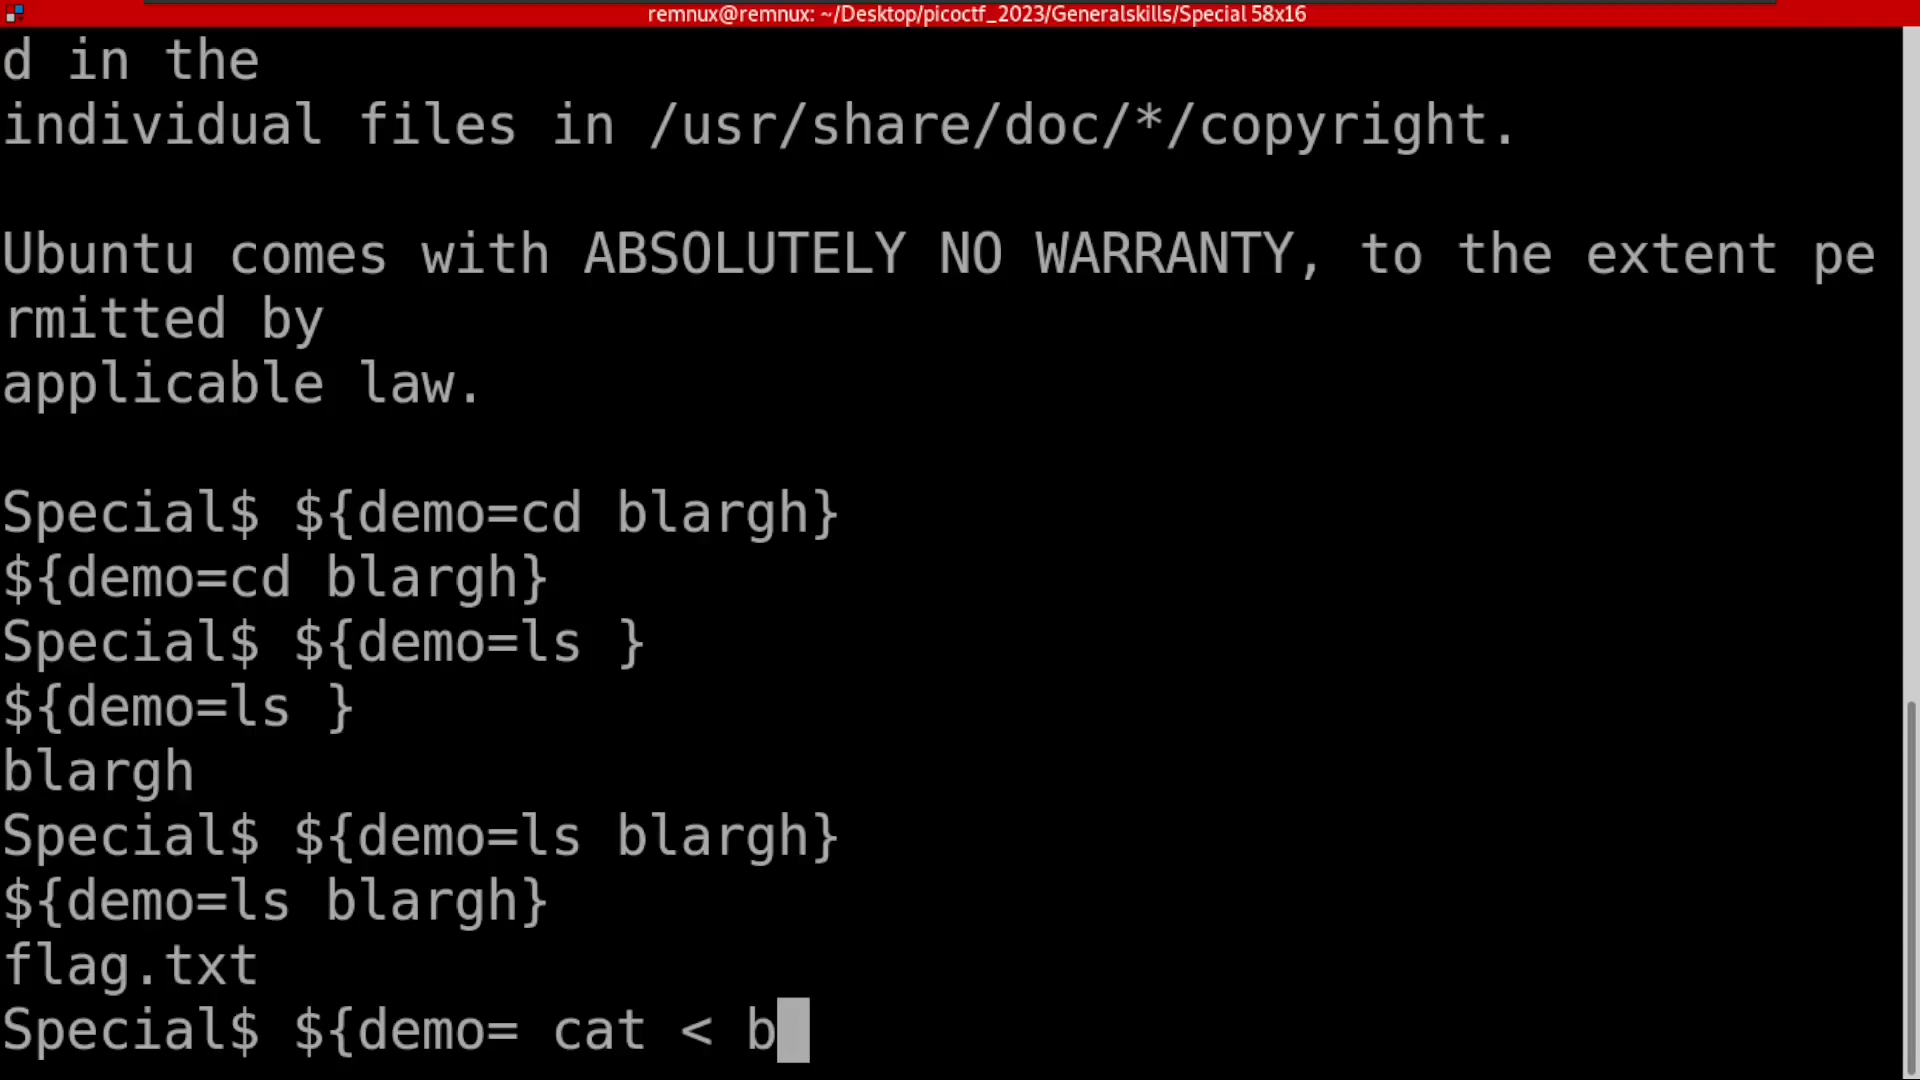 remnux@remnux: ~/Desktop/picoctf_2023/Generalskills/Special 58x16
d in the
individual files in /usr/share/doc/*/copyright.
Ubuntu comes with ABSOLUTELY NO WARRANTY, to the extent pe
rmitted by
applicable law.
Special$ ${demo=cd blargh}
${demo=cd blargh}
Special$ ${demo=ls }
${demo=ls }
blargh
Special$ ${demo=ls blargh}
${demo=ls blargh}
flag.txt
Special$ ${demo= cat < b